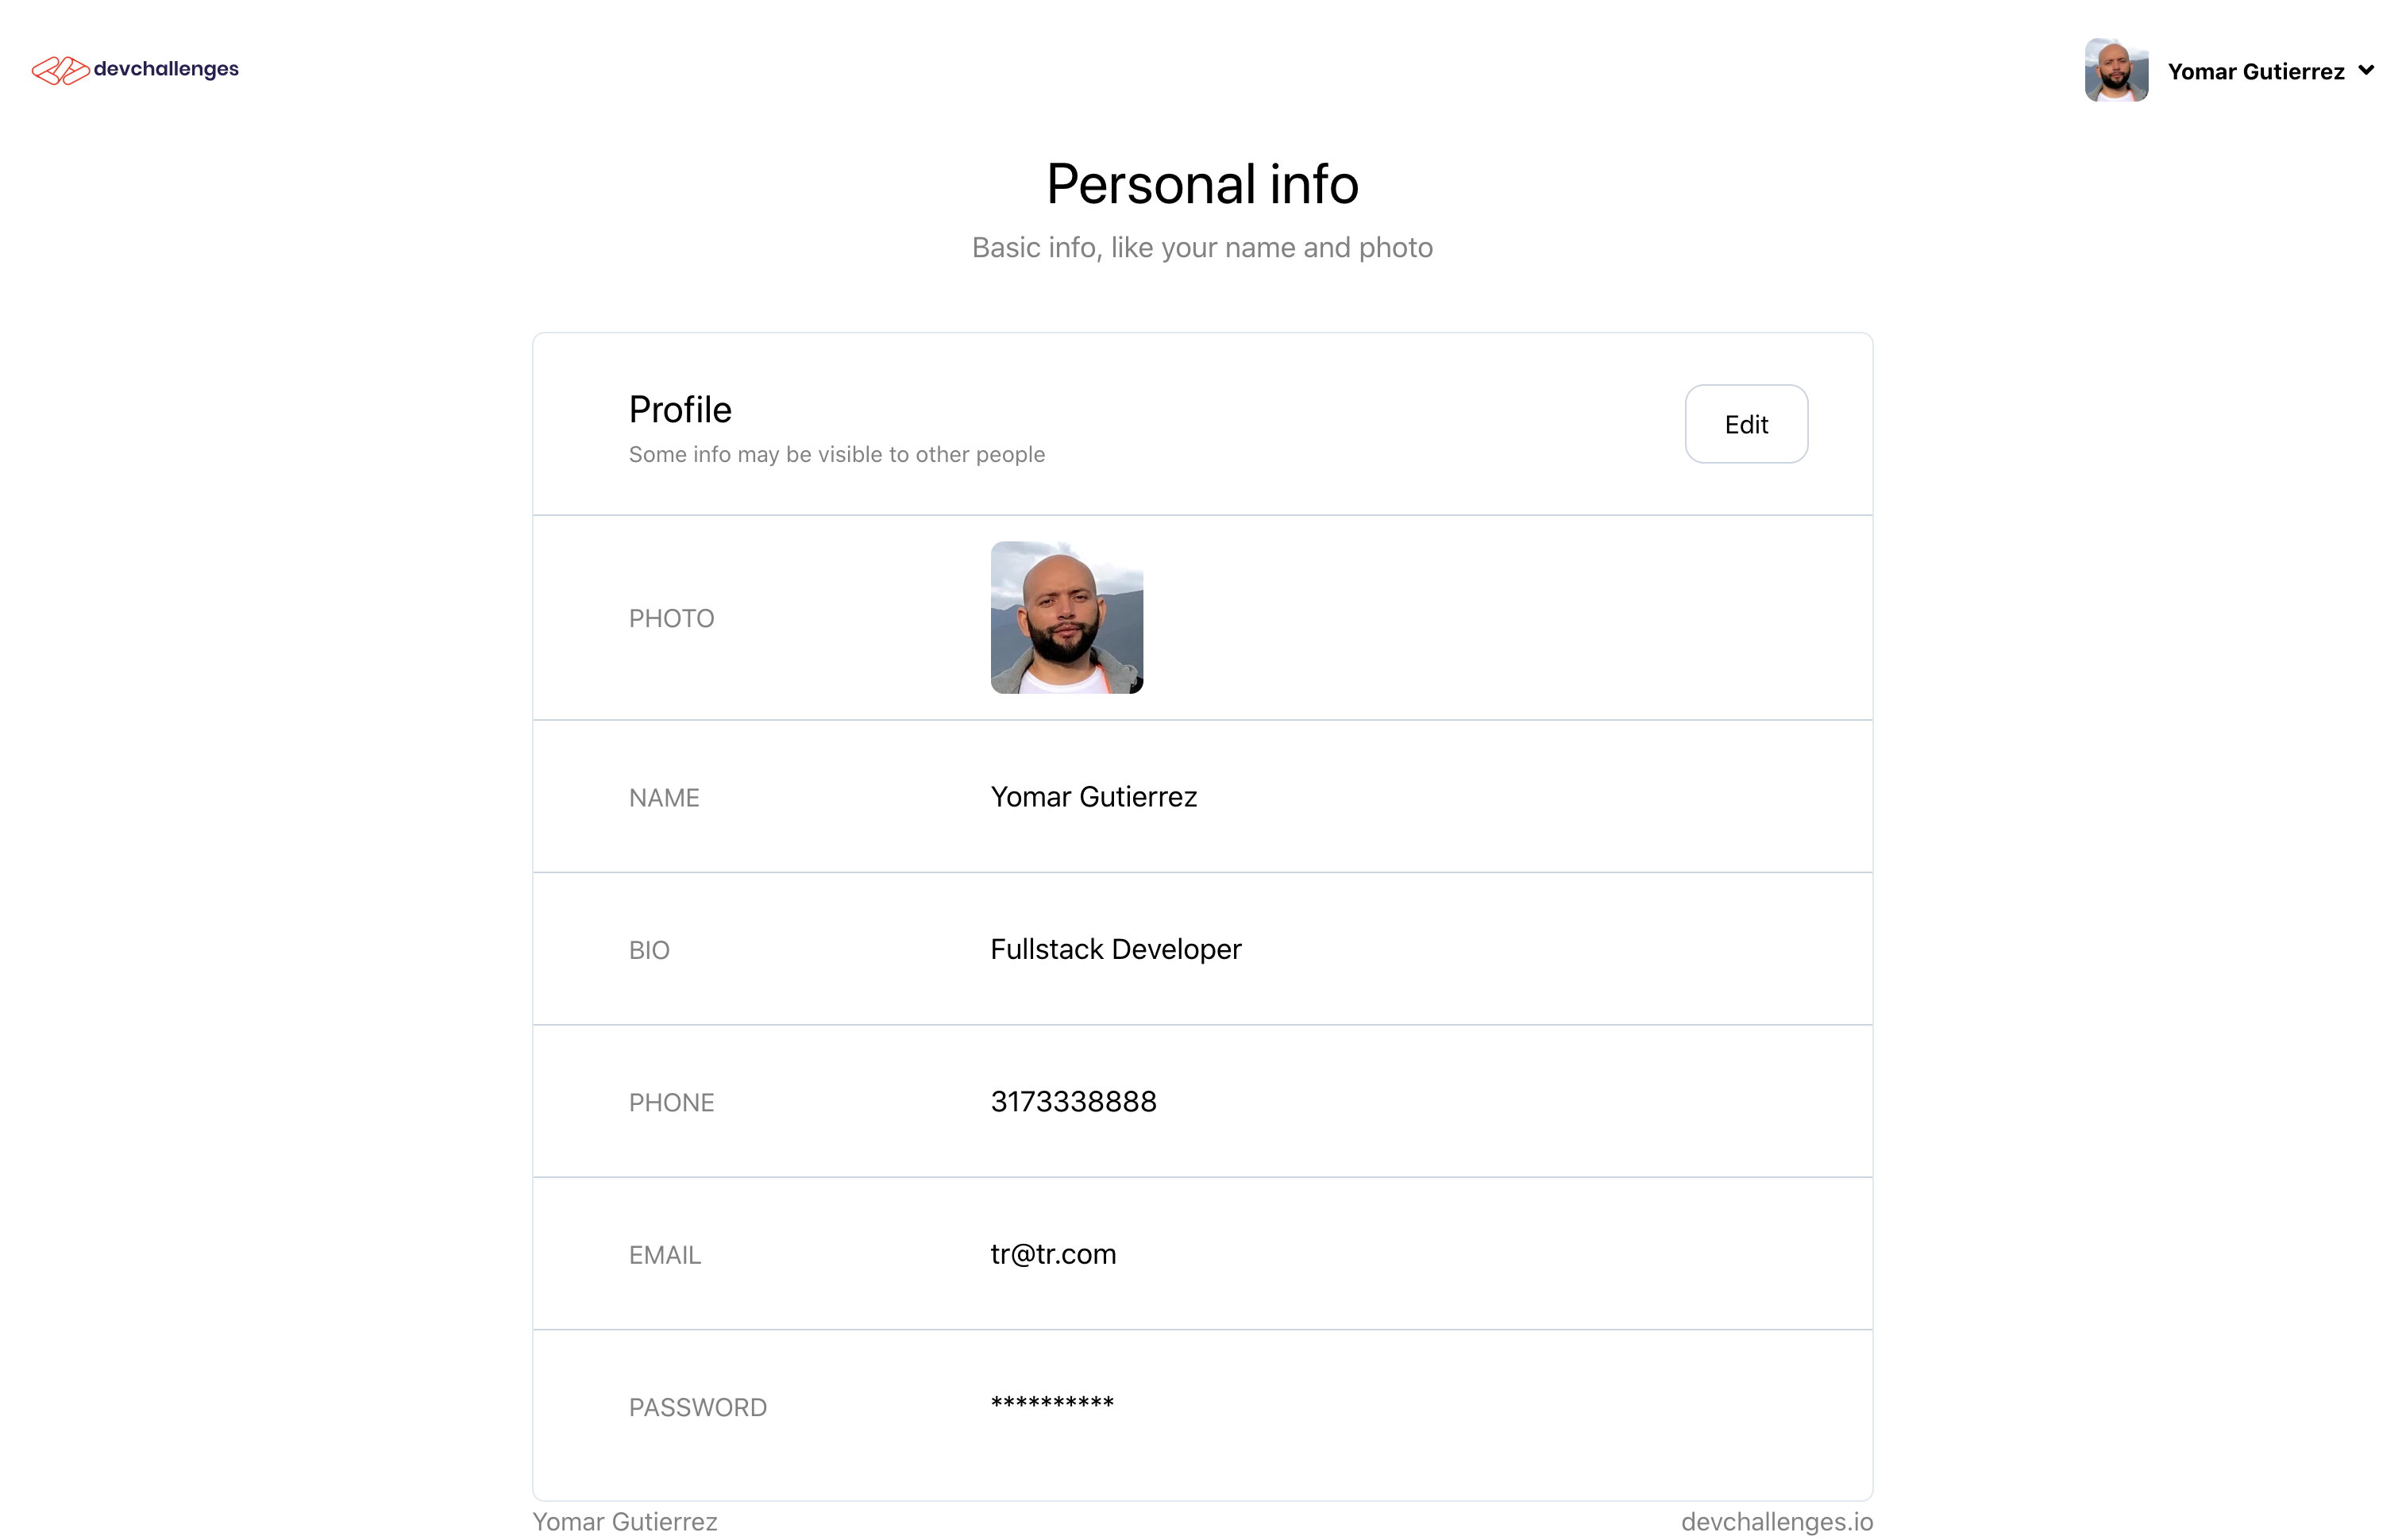 devchallenges
Yomar Gutierrez
Personal info
Basic info, like your name and photo
Profile
Some info may be visible to other people
Edit
PHOTO
NAME
Yomar Gutierrez
BIO
Fullstack Developer
PHONE
3173338888
EMAIL
tr@tr.com
PASSWORD
**********
Yomar Gutierrez
devchallenges.io